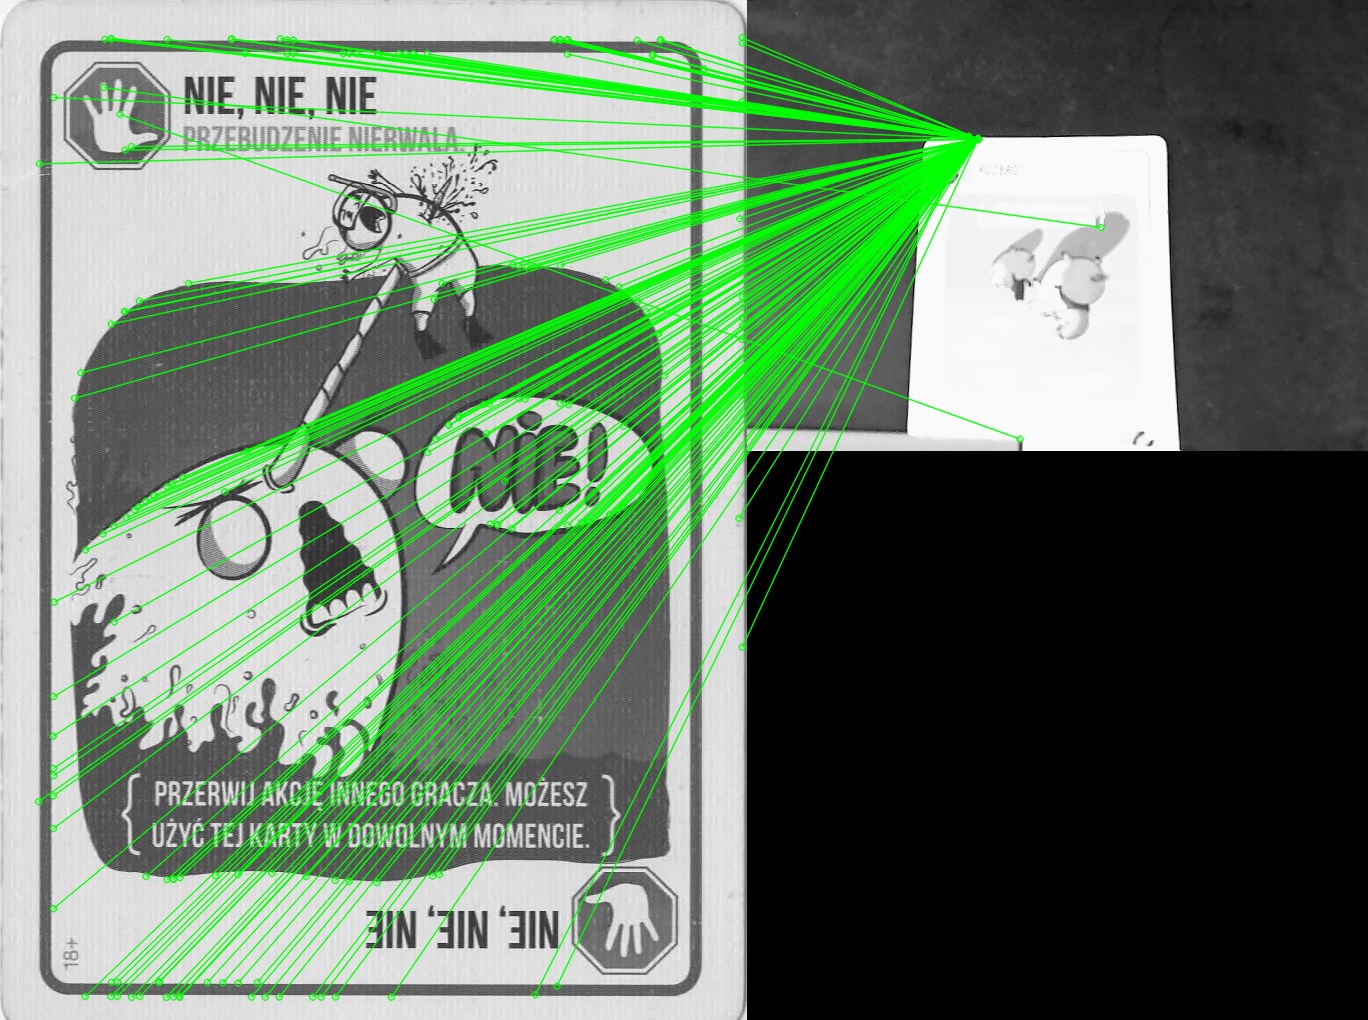 NIE, NIE, NIE
PRZEBUDZENIE NIERWALA.
NIE!
PRZERWIJ AKCJĘ INNEGO GRACZA. MOŻESZ
UŻYĆ TEJ KARTY W DOWOLNYM MOMENCIE.
NIE, NIE, NIE
18+